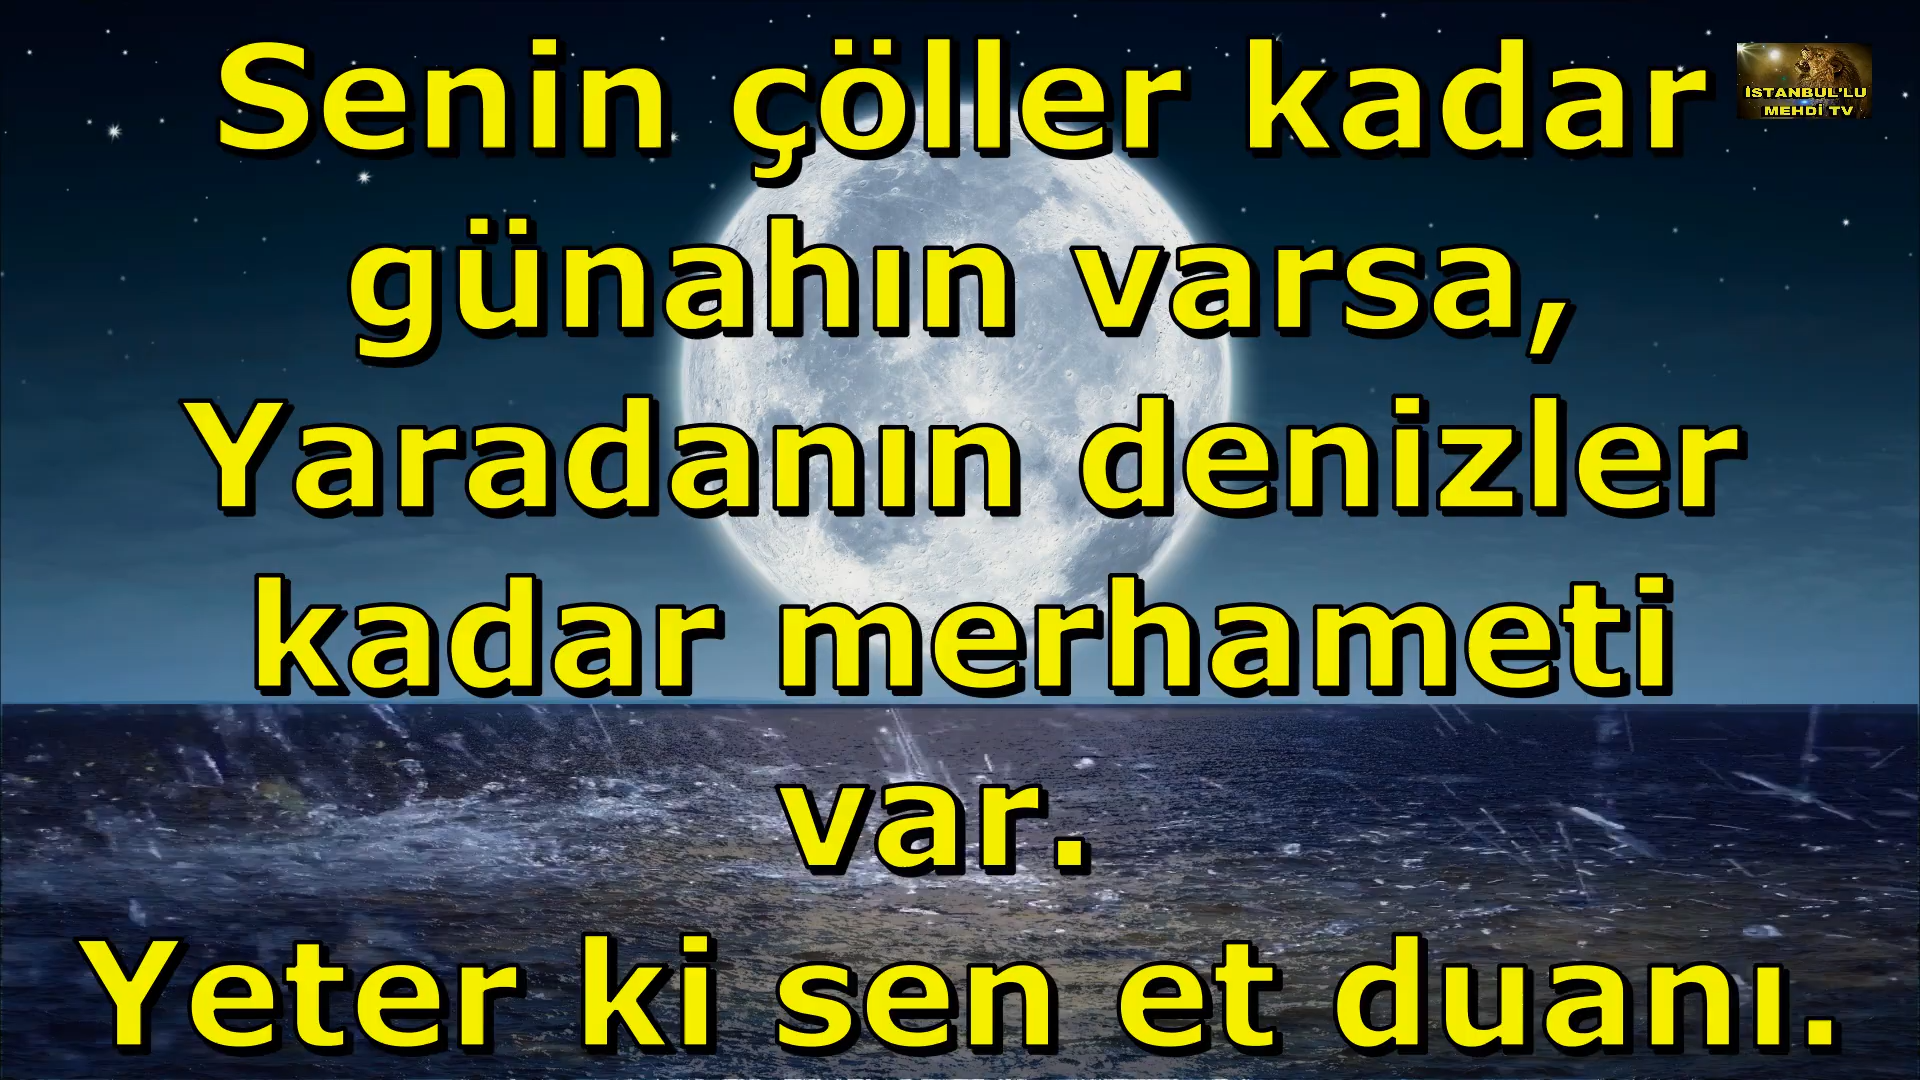 Senin çöller kadar
günahın varsa,
Yaradanın denizler
kadar merhameti
var.
Yeter ki sen et duanı.
İSTANBUL'LU
MEHDİ TV